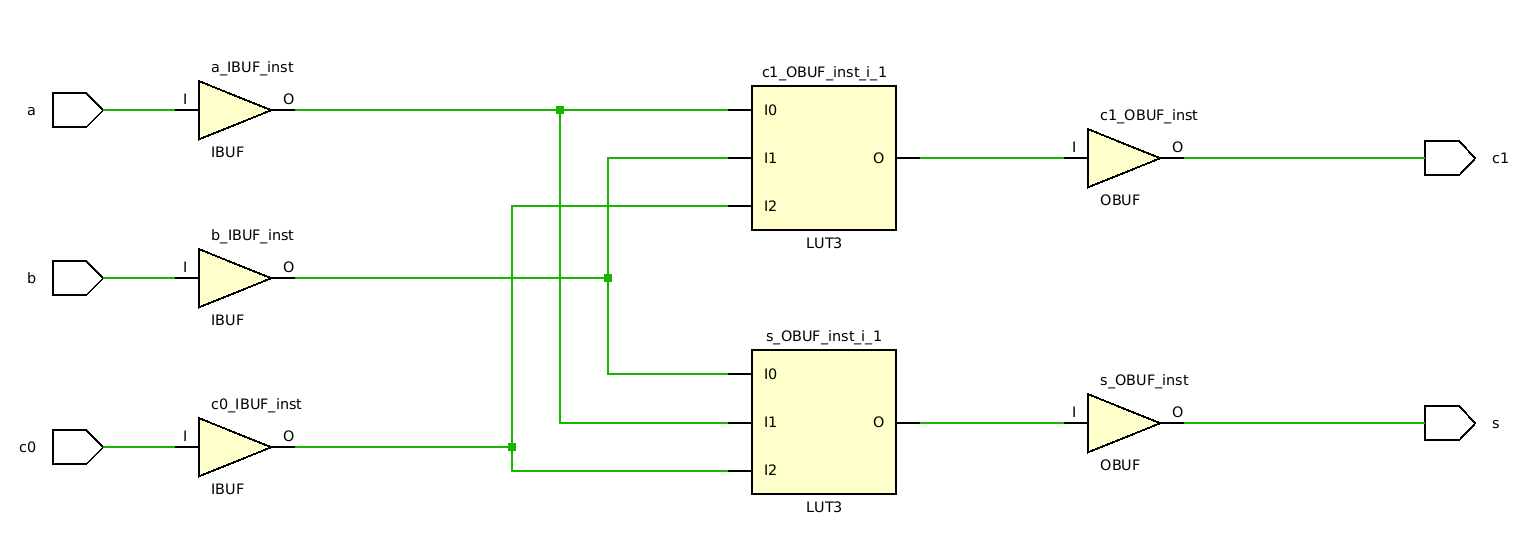 a_IBUF_inst
a
I
O
IBUF
b_IBUF_inst
b
I
O
IBUF
c0_IBUF_inst
c0
I
O
IBUF
c1_OBUF_inst_i_1
I0
I1
O
I2
LUT3
s_OBUF_inst_i_1
I0
I1
O
I2
LUT3
c1_OBUF_inst
I
O
c1
OBUF
s_OBUF_inst
I
O
s
OBUF